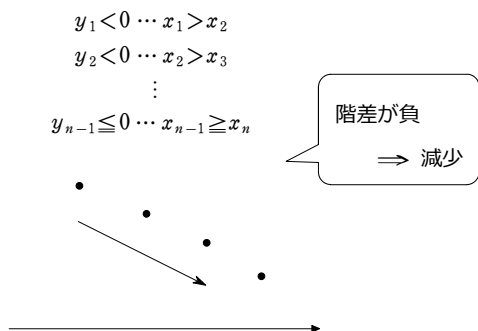 y₁<0 ⋯ x₁>x₂
y₂<0 ⋯ x₂>x₃
⋮
yₙ₋₁≦0 ⋯ xₙ₋₁≧xₙ
階差が負
⇒ 減少